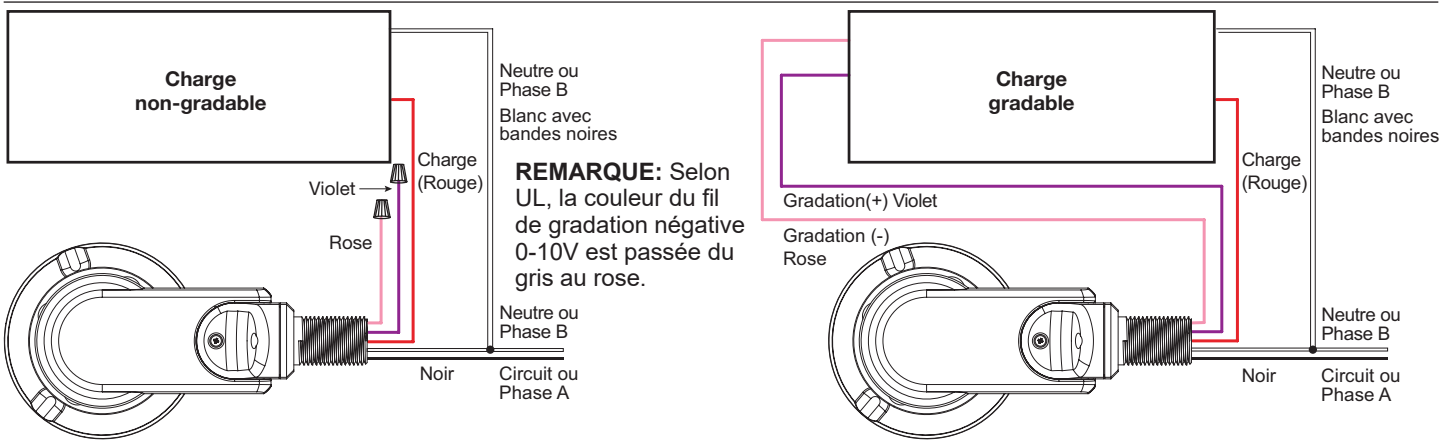 Charge
non-gradable
Neutre ou
Phase B
Blanc avec
bandes noires
Charge
(Rouge)
Violet
Rose
REMARQUE: Selon
UL, la couleur du fil
de gradation négative
0-10V est passée du
gris au rose.
Neutre ou
Phase B
Noir
Circuit ou
Phase A
Charge
gradable
Neutre ou
Phase B
Blanc avec
bandes noires
Charge
(Rouge)
Gradation(+) Violet
Gradation (-)
Rose
Neutre ou
Phase B
Noir
Circuit ou
Phase A